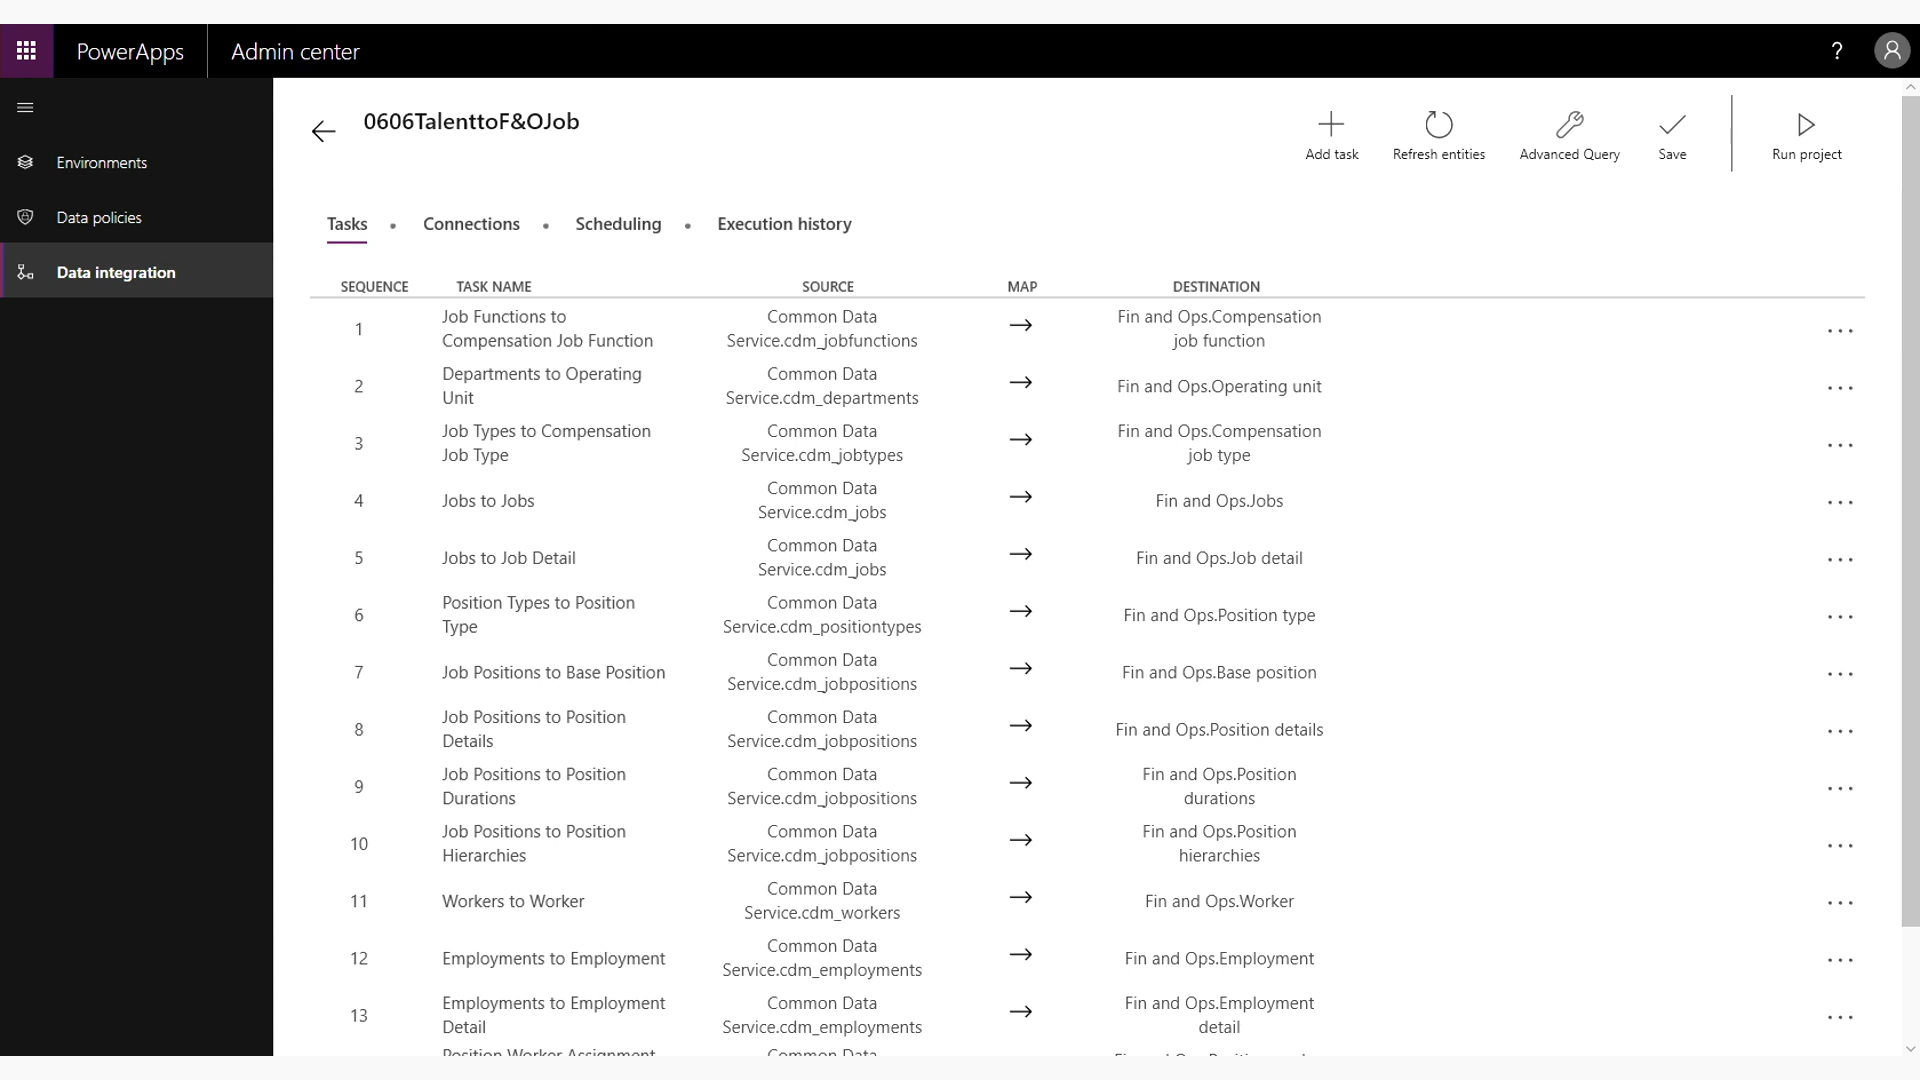 PowerApps
Admin center
?
0606TalenttoF&OJob
Add task
Refresh entities
Advanced Query
Save
Run project
Environments
Data policies
Data integration
Tasks • Connections • Scheduling • Execution history
SEQUENCE TASK NAME SOURCE MAP DESTINATION
1
Job Functions to
Compensation Job Function
Common Data
Service.cdm_jobfunctions
Fin and Ops.Compensation
job function
2
Departments to Operating
Unit
Common Data
Service.cdm_departments
Fin and Ops.Operating unit
3
Job Types to Compensation
Job Type
Common Data
Service.cdm_jobtypes
Fin and Ops.Compensation
job type
4
Jobs to Jobs
Common Data
Service.cdm_jobs
Fin and Ops.Jobs
5
Jobs to Job Detail
Common Data
Service.cdm_jobs
Fin and Ops.Job detail
6
Position Types to Position
Type
Common Data
Service.cdm_positiontypes
Fin and Ops.Position type
7
Job Positions to Base Position
Common Data
Service.cdm_jobpositions
Fin and Ops.Base position
8
Job Positions to Position
Details
Common Data
Service.cdm_jobpositions
Fin and Ops.Position details
9
Job Positions to Position
Durations
Common Data
Service.cdm_jobpositions
Fin and Ops.Position
durations
10
Job Positions to Position
Hierarchies
Common Data
Service.cdm_jobpositions
Fin and Ops.Position
hierarchies
11
Workers to Worker
Common Data
Service.cdm_workers
Fin and Ops.Worker
12
Employments to Employment
Common Data
Service.cdm_employments
Fin and Ops.Employment
13
Employments to Employment
Detail
Common Data
Service.cdm_employments
Fin and Ops.Employment
detail
Position Worker Assignment
Common Data